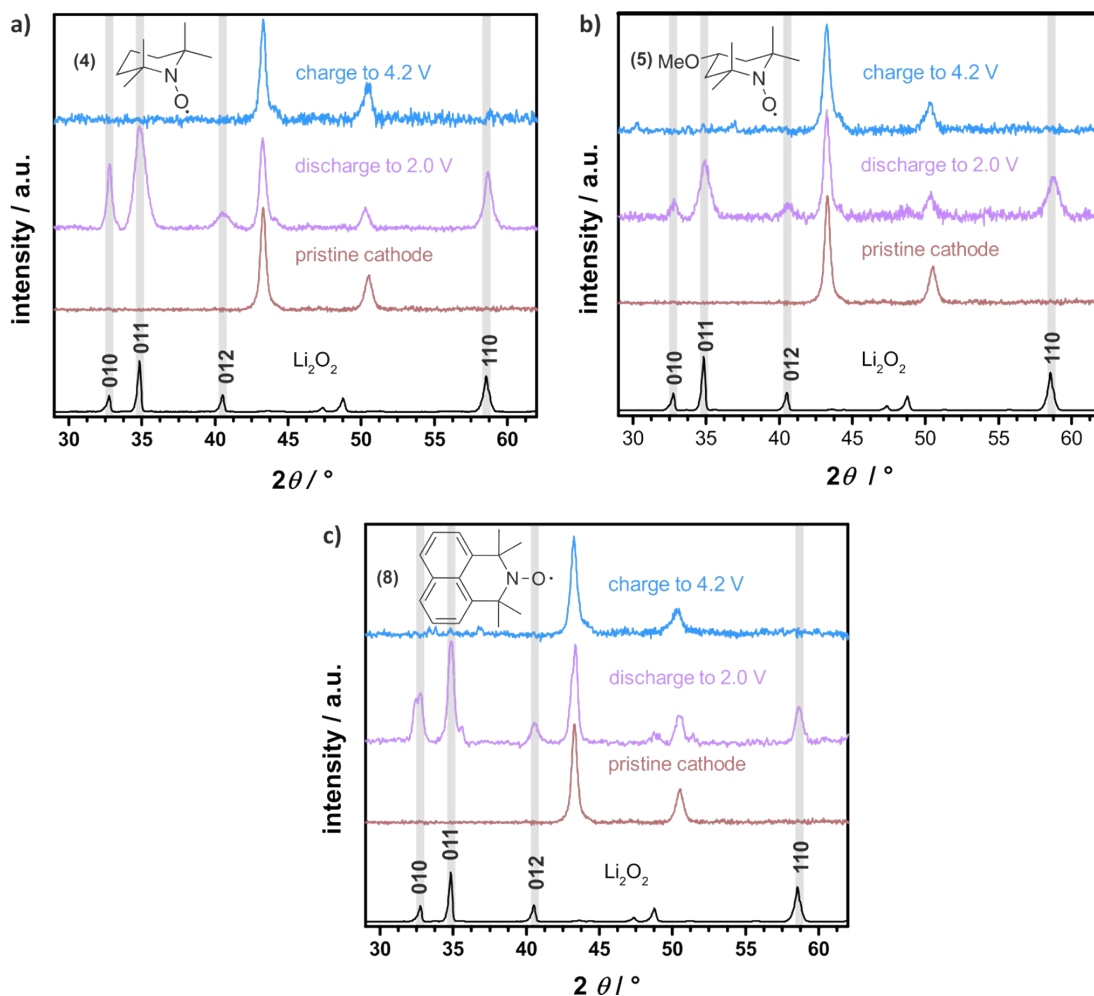 a)
(4)
N
O
charge to 4.2 V
discharge to 2.0 V
pristine cathode
Li₂O₂
010
011
012
110
intensity / a.u.
30 35 40 45 50 55 60
2θ / °
b)
(5) MeO
N
O
charge to 4.2 V
discharge to 2.0 V
pristine cathode
Li₂O₂
010
011
012
110
intensity / a.u.
30 35 40 45 50 55 60
2θ / °
c)
(8)
N–O·
charge to 4.2 V
discharge to 2.0 V
pristine cathode
Li₂O₂
010
011
012
110
intensity / a.u.
30 35 40 45 50 55 60
2 θ / °